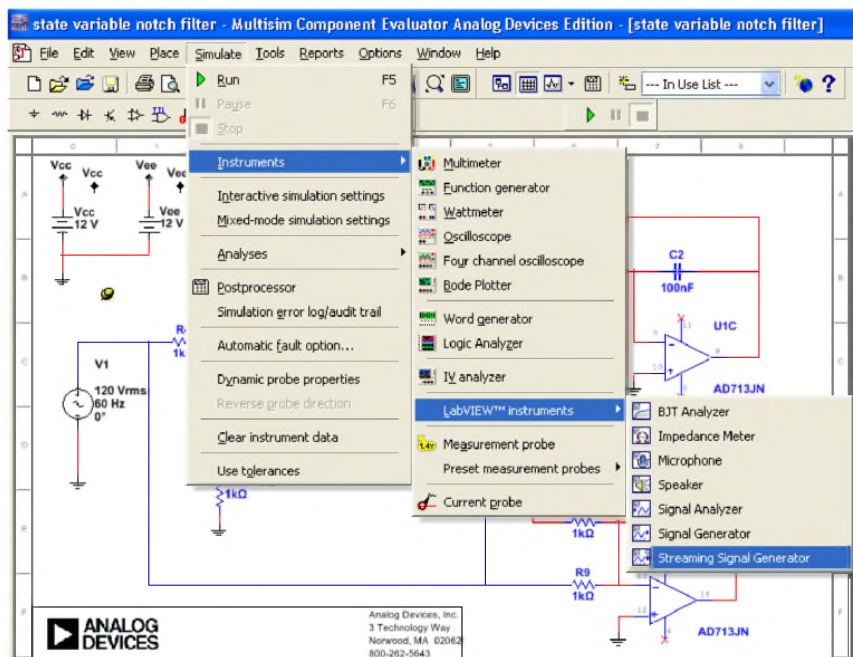 state variable notch filter - Multisim Component Evaluator Analog Devices Edition - [state variable notch filter]
File Edit View Place Simulate Tools Reports Options Window Help
--- In Use List ---
Run F5
Pause F6
Stop
Instruments
Interactive simulation settings
Mixed-mode simulation settings
Analyses
Postprocessor
Simulation error log/audit trail
Automatic fault option...
Dynamic probe properties
Reverse probe direction
Clear instrument data
Use tolerances
Multimeter
Function generator
Wattmeter
Oscilloscope
Four channel oscilloscope
Bode Plotter
Word generator
Logic Analyzer
IV analyzer
LabVIEW™ instruments
Measurement probe
Preset measurement probes
Current probe
BJT Analyzer
Impedance Meter
Microphone
Speaker
Signal Analyzer
Signal Generator
Streaming Signal Generator
Vcc Vcc Vee Vee
Vcc
12 V
Vee
12 V
V1
120 Vrms
60 Hz
0°
1kΩ
C2
100nF
U1C
AD713JN
1kΩ
R9
1kΩ
AD713JN
ANALOG
DEVICES
Analog Devices, Inc.
3 Technology Way
Norwood, MA 02062
800-262-5643